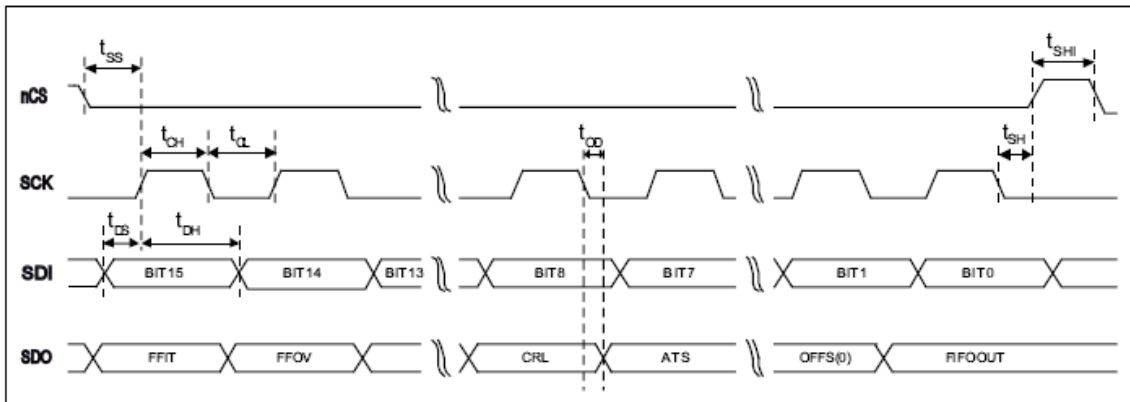 tSS
tSHI
nCS
tCH tCL tOD tSH
SCK
tDS tDH
SDI BIT15 BIT14 BIT13 BIT8 BIT7 BIT1 BIT0
SDO FFIT FFOV CRL ATS OFFS(0) FIFOOUT